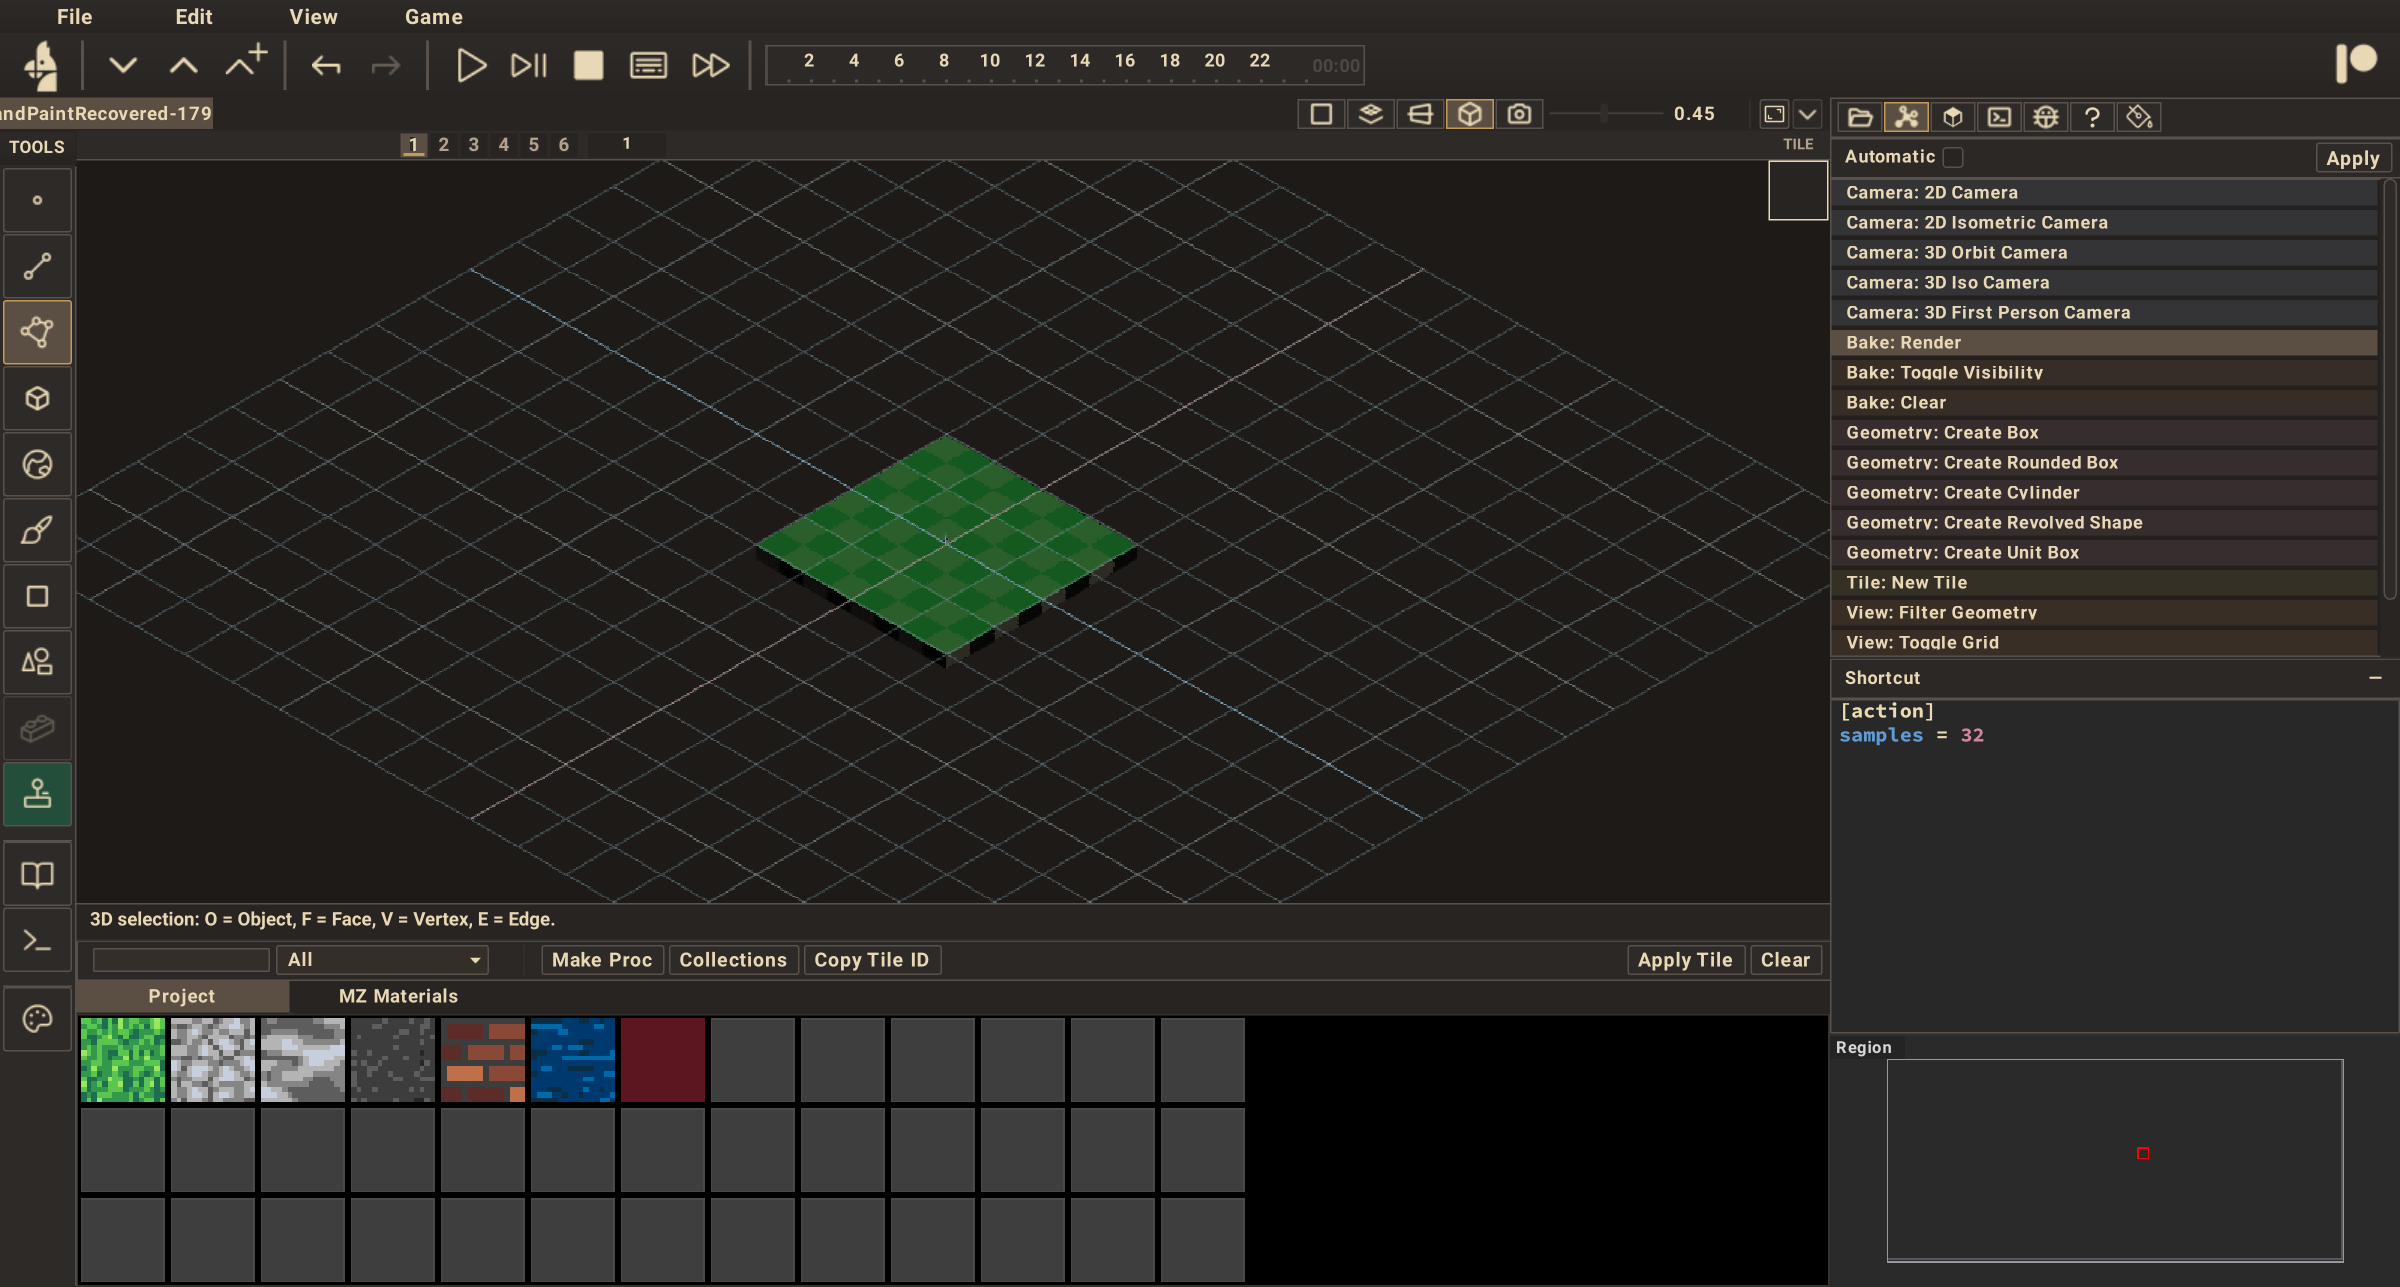 File Edit View Game
2 4 6 8 10 12 14 16 18 20 22 00:00
andPaintRecovered-179
0.45
TOOLS
1 2 3 4 5 6 1
TILE
Automatic Apply
Camera: 2D Camera
Camera: 2D Isometric Camera
Camera: 3D Orbit Camera
Camera: 3D Iso Camera
Camera: 3D First Person Camera
Bake: Render
Bake: Toggle Visibility
Bake: Clear
Geometry: Create Box
Geometry: Create Rounded Box
Geometry: Create Cylinder
Geometry: Create Revolved Shape
Geometry: Create Unit Box
Tile: New Tile
View: Filter Geometry
View: Toggle Grid
Shortcut
[action]
samples = 32
3D selection: O = Object, F = Face, V = Vertex, E = Edge.
All Make Proc Collections Copy Tile ID Apply Tile Clear
Project MZ Materials
Region